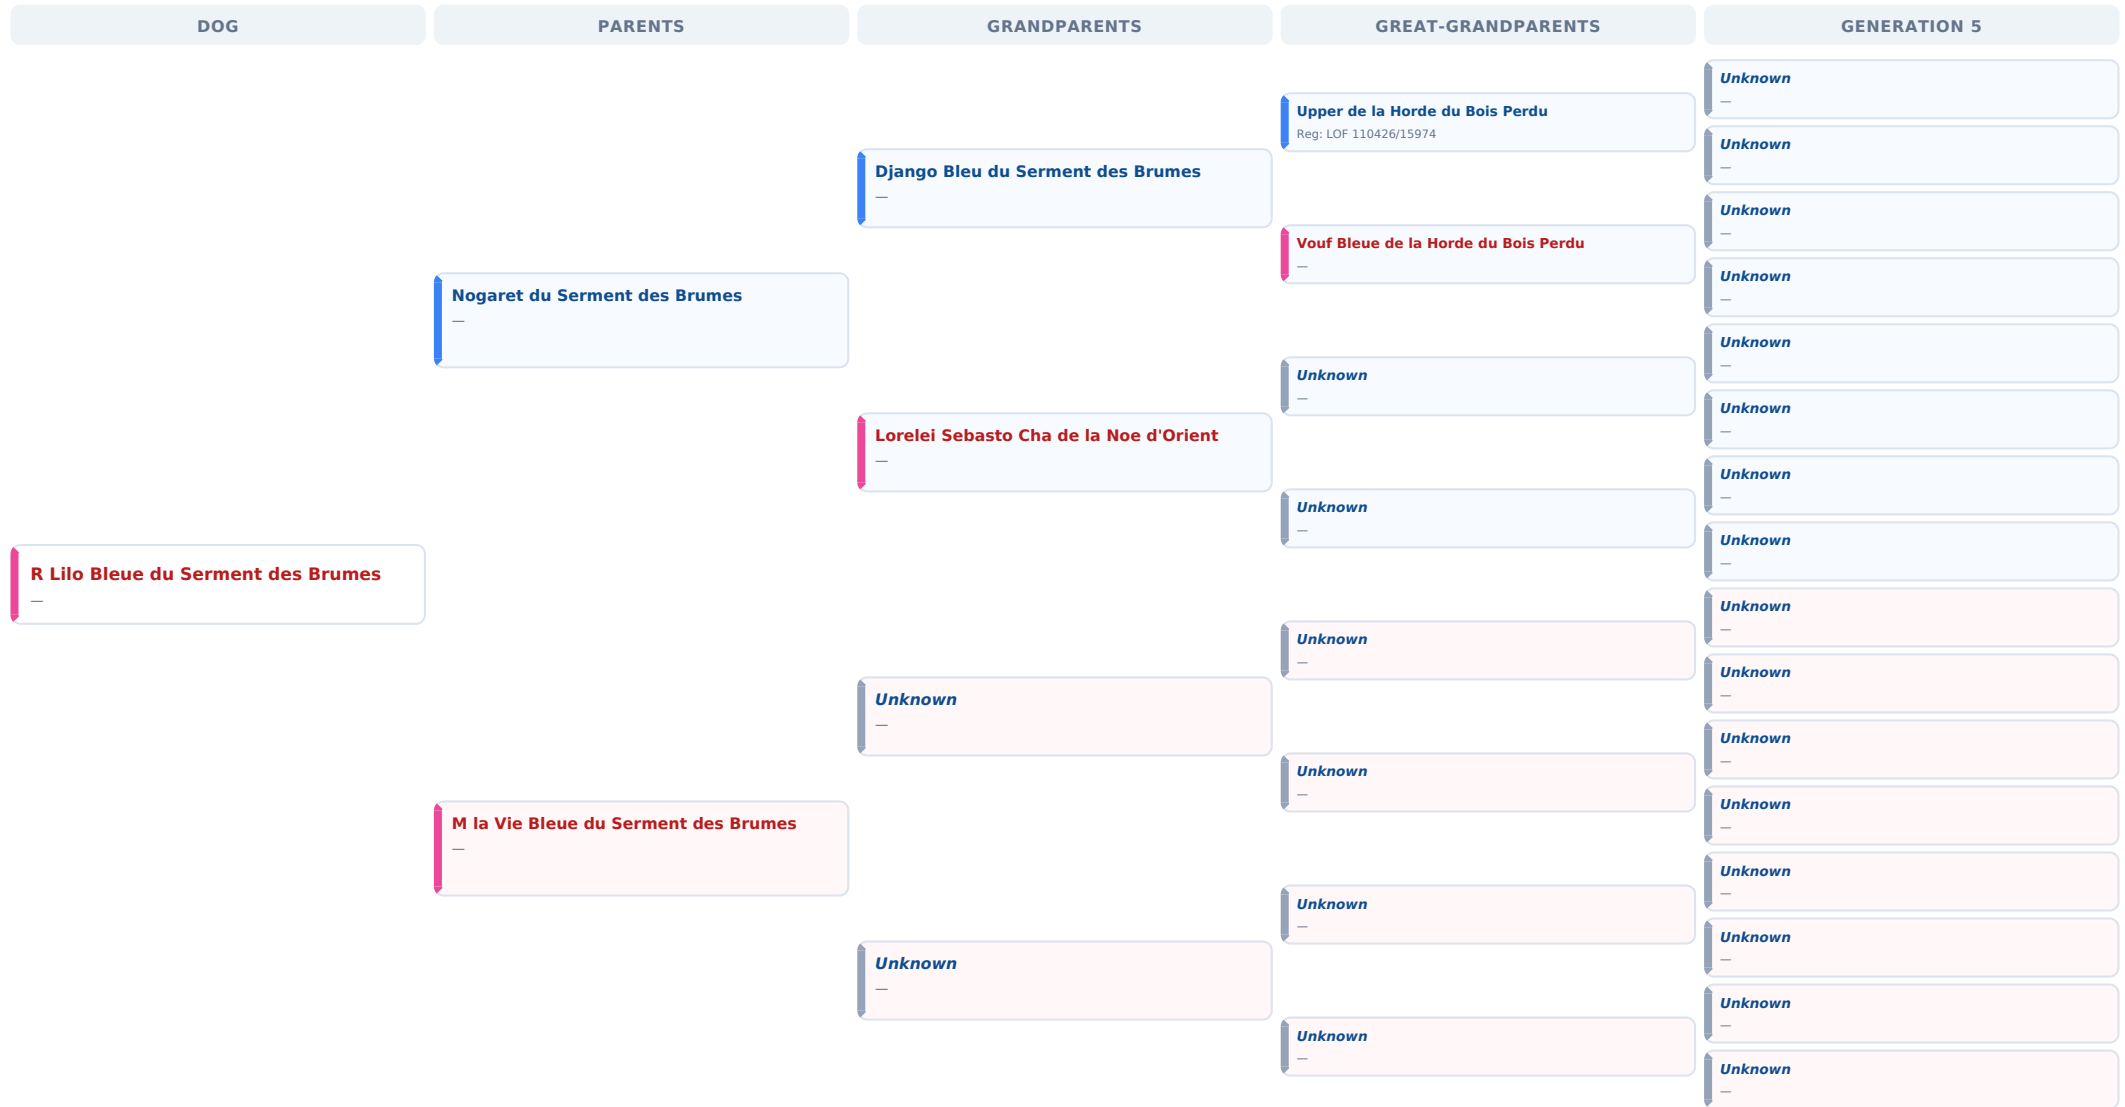 DOG
PARENTS
GRANDPARENTS
GREAT-GRANDPARENTS
GENERATION 5
R Lilo Bleue du Serment des Brumes
—
Nogaret du Serment des Brumes
—
M la Vie Bleue du Serment des Brumes
—
Django Bleu du Serment des Brumes
—
Lorelei Sebasto Cha de la Noe d'Orient
—
Unknown
—
Unknown
—
Upper de la Horde du Bois Perdu
Reg: LOF 110426/15974
Vouf Bleue de la Horde du Bois Perdu
—
Unknown
—
Unknown
—
Unknown
—
Unknown
—
Unknown
—
Unknown
—
Unknown
—
Unknown
—
Unknown
—
Unknown
—
Unknown
—
Unknown
—
Unknown
—
Unknown
—
Unknown
—
Unknown
—
Unknown
—
Unknown
—
Unknown
—
Unknown
—
Unknown
—
Unknown
—